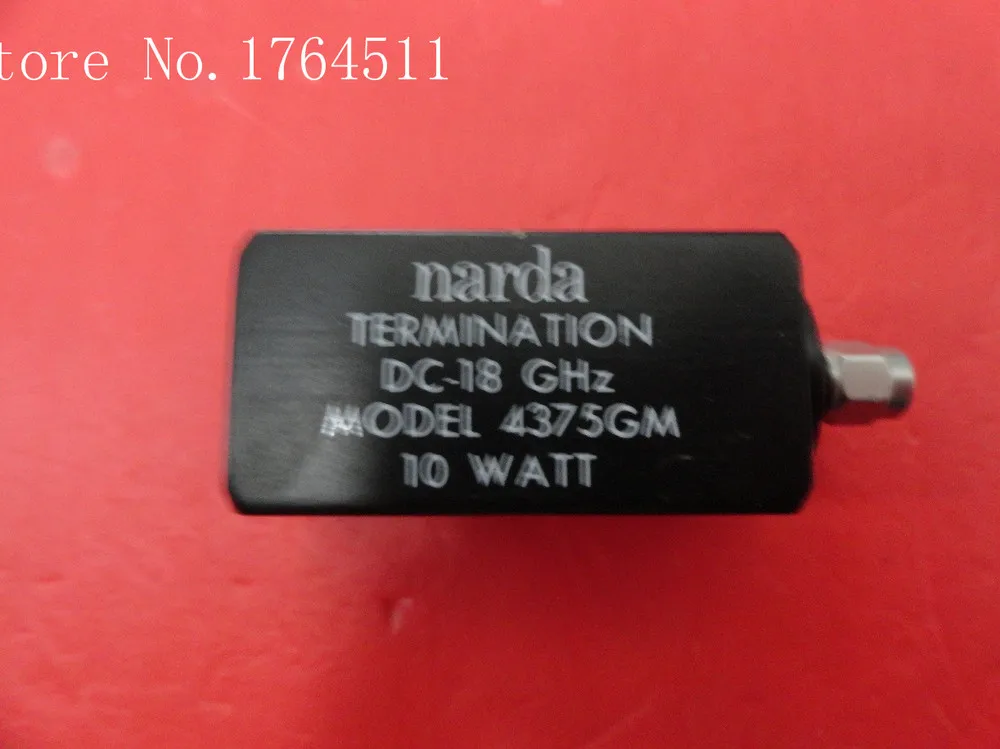 tore No.1764511
narda
TERMINATION
DC-18 GHz
MODEL 4375GM
10 WATT